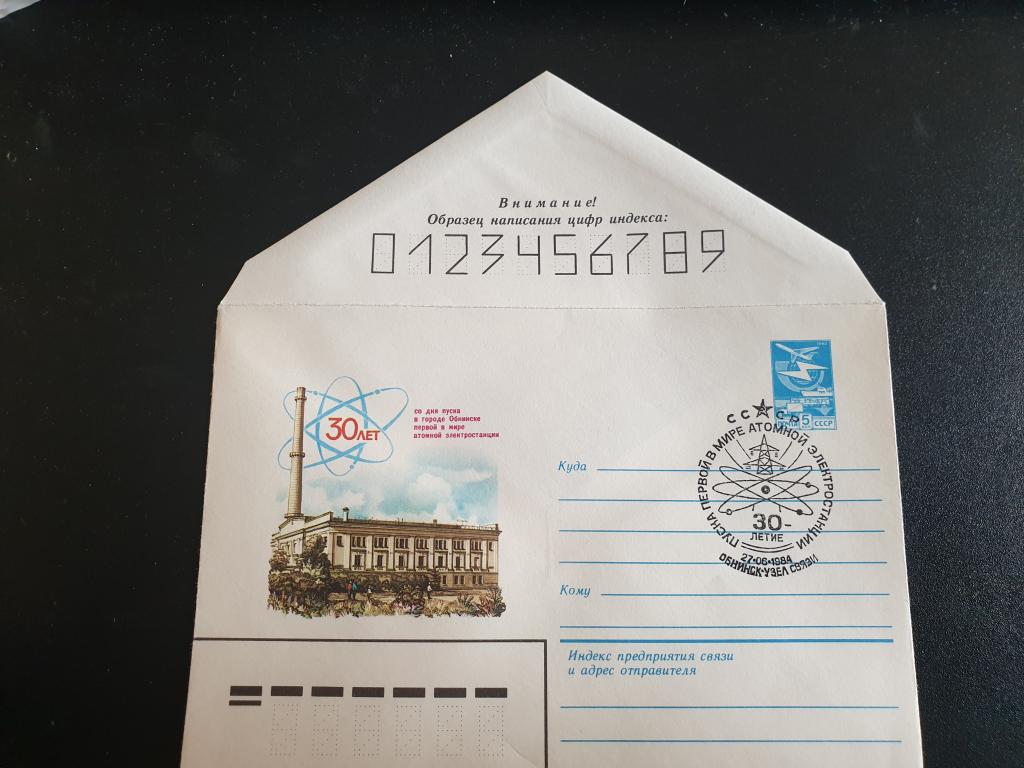 Внимание!
Образец написания цифр индекса:
0123456789
30 ЛЕТ
со дня пуска
в городе Обнинске
первой в мире
атомной электростанции
1982
ПОЧТА 5 СССР
СССР
ПУСКА ПЕРВОЙ В МИРЕ АТОМНОЙ ЭЛЕКТРОСТАНЦИИ
30-
ЛЕТИЕ
27•06•1984
ОБНИНСК•УЗЕЛ СВЯЗИ
Куда
Кому
Индекс предприятия связи
и адрес отправителя